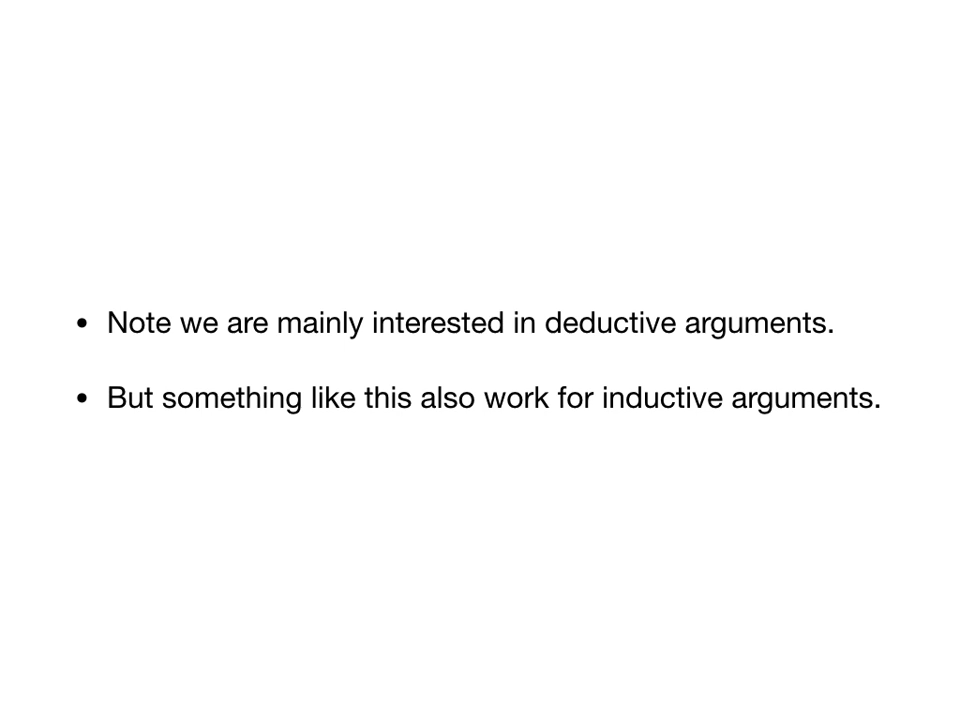 • Note we are mainly interested in deductive arguments.
• But something like this also work for inductive arguments.